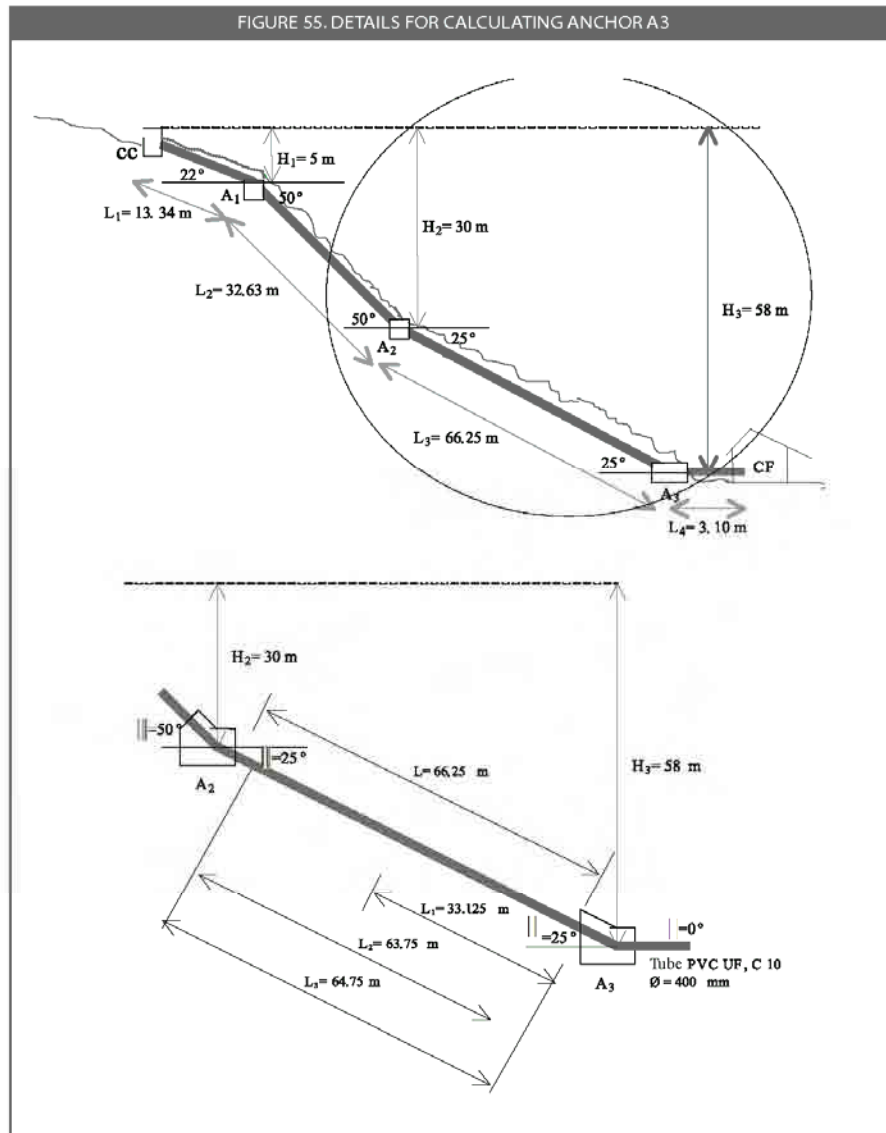 FIGURE 55. DETAILS FOR CALCULATING ANCHOR A3
CC
H₁= 5 m
22°
A₁
50°
L₁= 13, 34 m
H₂= 30 m
L₂= 32,63 m
H₃= 58 m
50°
25°
A₂
L₃= 66,25 m
25°
CF
A₃
L₄= 3, 10 m
H₂= 30 m
=50°
=25°
L= 66,25 m
H₃= 58 m
A₂
L₁= 33,125 m
=0°
=25°
L₂= 63,75 m
Tube PVC UF, C 10
A₃
Ø = 400 mm
L₃= 64,75 m